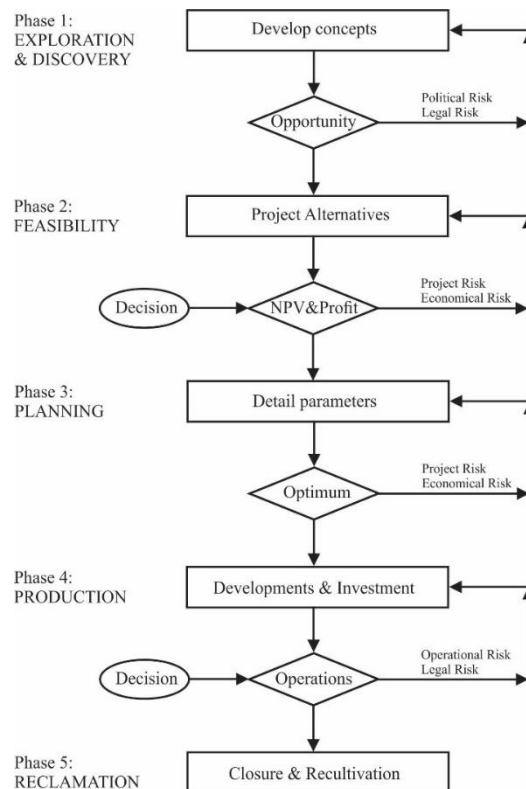 Phase 1:
EXPLORATION
& DISCOVERY
Develop concepts
Political Risk
Legal Risk
Opportunity
Phase 2:
FEASIBILITY
Project Alternatives
Project Risk
Economical Risk
Decision
NPV&Profit
Phase 3:
PLANNING
Detail parameters
Project Risk
Economical Risk
Optimum
Phase 4:
PRODUCTION
Developments & Investment
Operational Risk
Legal Risk
Decision
Operations
Phase 5:
RECLAMATION
Closure & Recultivation